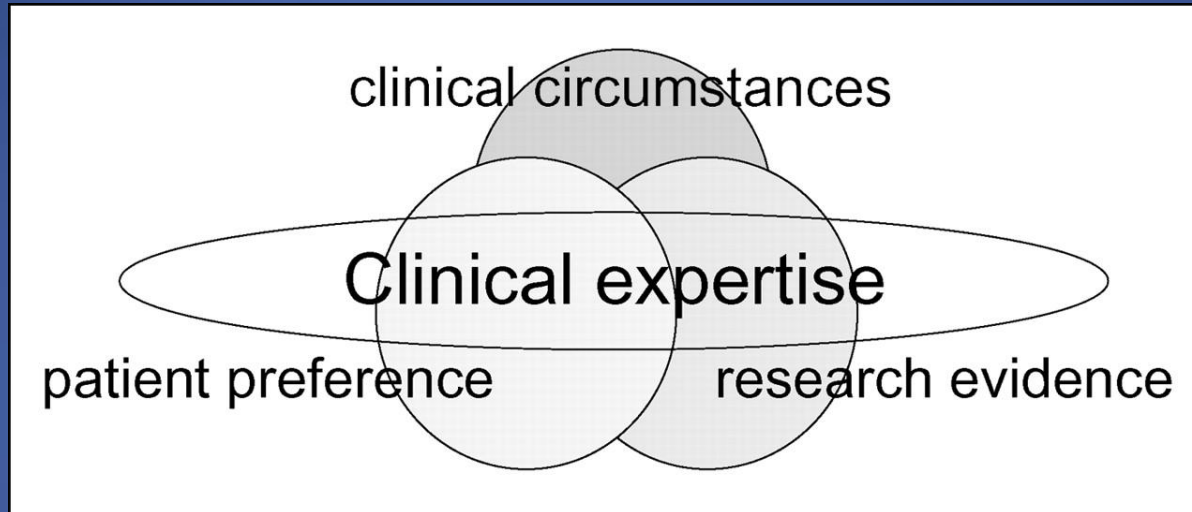 clinical circumstances
Clinical expertise
patient preference
research evidence